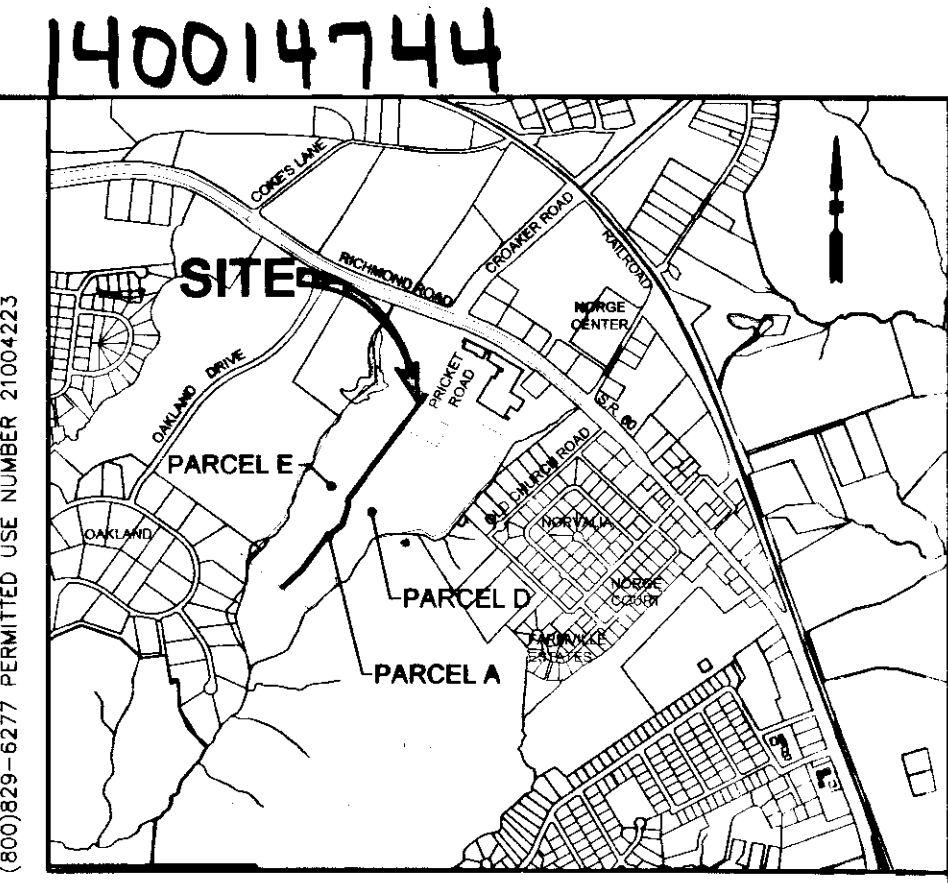 140014744
(800)829-6277 PERMITTED USE NUMBER 21004223
COKE'S LANE
CROAKER ROAD
RAILROAD
RICHMOND ROAD
SITE
NORGE
CENTER
OAKLAND DRIVE
PRICKET
ROAD
S.R. 60
PARCEL E
OLD CHURCH ROAD
OAKLAND
NORVALIA
PARCEL D
NORGE
COURT
FARMVILLE
ESTATES
PARCEL A